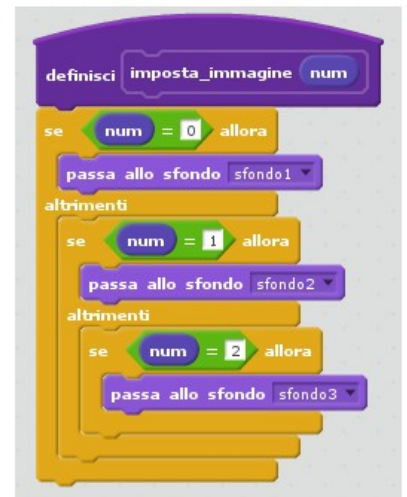 definisci imposta_immagine num
se num = 0 allora
passa allo sfondo sfondo1
altrimenti
se num = 1 allora
passa allo sfondo sfondo2
altrimenti
se num = 2 allora
passa allo sfondo sfondo3